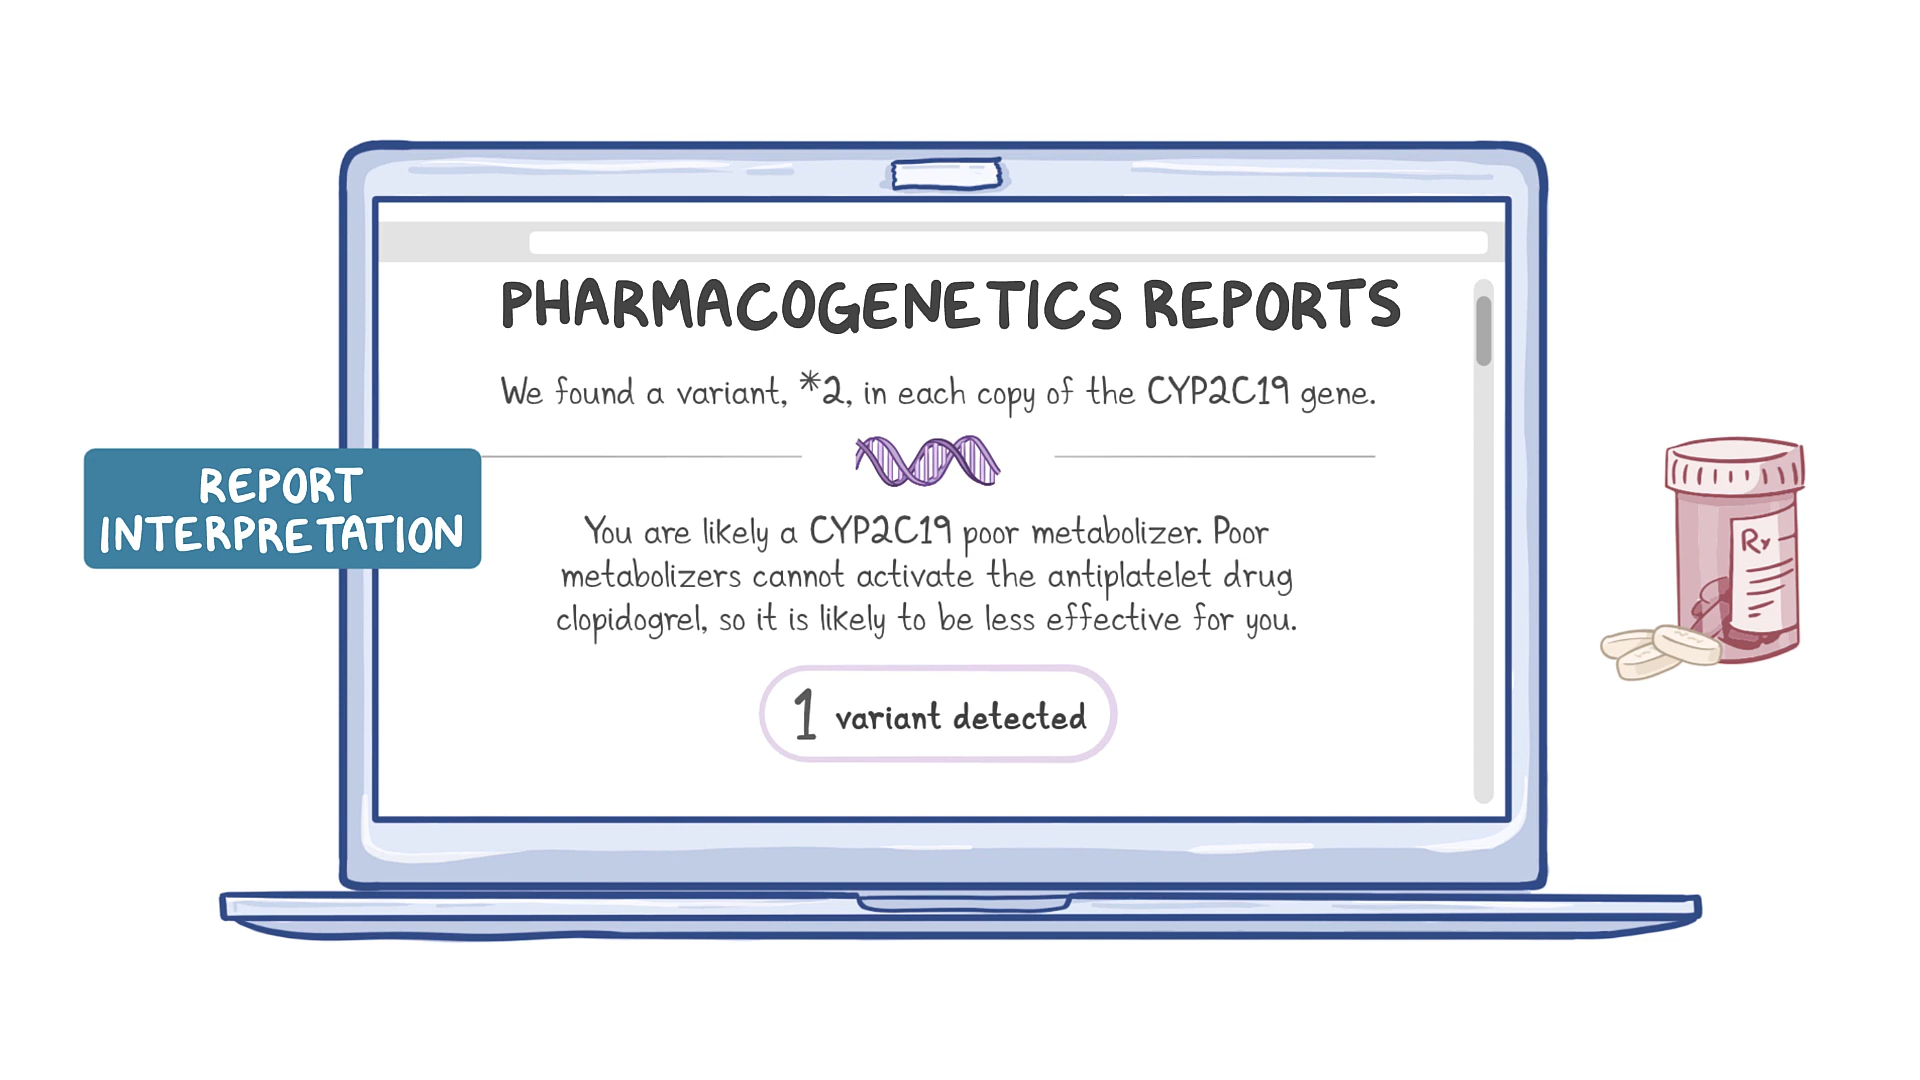 PHARMACOGENETICS REPORTS
We found a variant, *2, in each copy of the CYP2C19 gene.
REPORT
INTERPRETATION
You are likely a CYP2C19 poor metabolizer. Poor
metabolizers cannot activate the antiplatelet drug
clopidogrel, so it is likely to be less effective for you.
1 variant detected
Rx